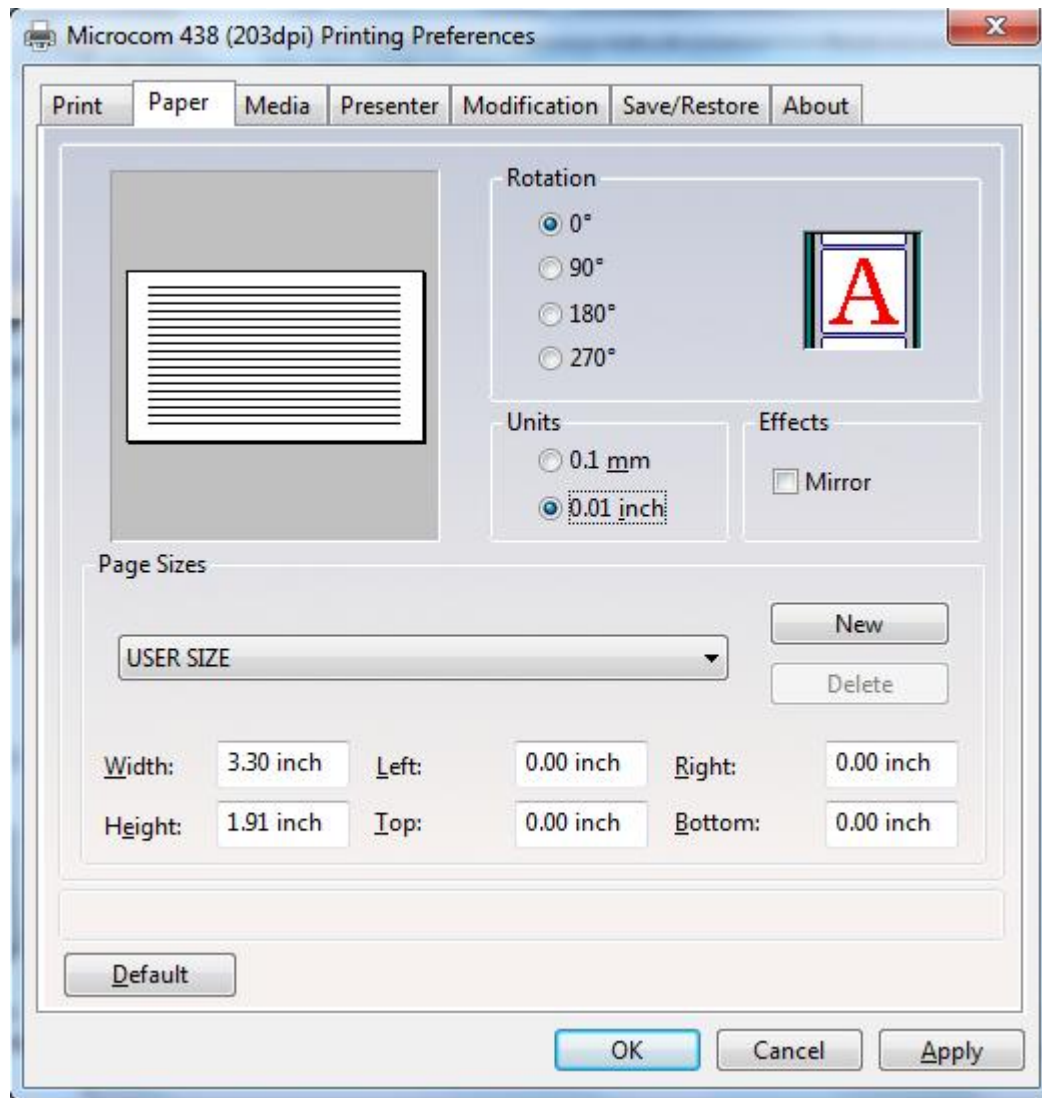 Microcom 438 (203dpi) Printing Preferences
Print Paper Media Presenter Modification Save/Restore About
Rotation
0°
90°
180°
270°
A
Units
0.1 mm
0.01 inch
Effects
Mirror
Page Sizes
USER SIZE
New
Delete
Width: 3.30 inch Left: 0.00 inch Right: 0.00 inch
Height: 1.91 inch Top: 0.00 inch Bottom: 0.00 inch
Default
OK Cancel Apply